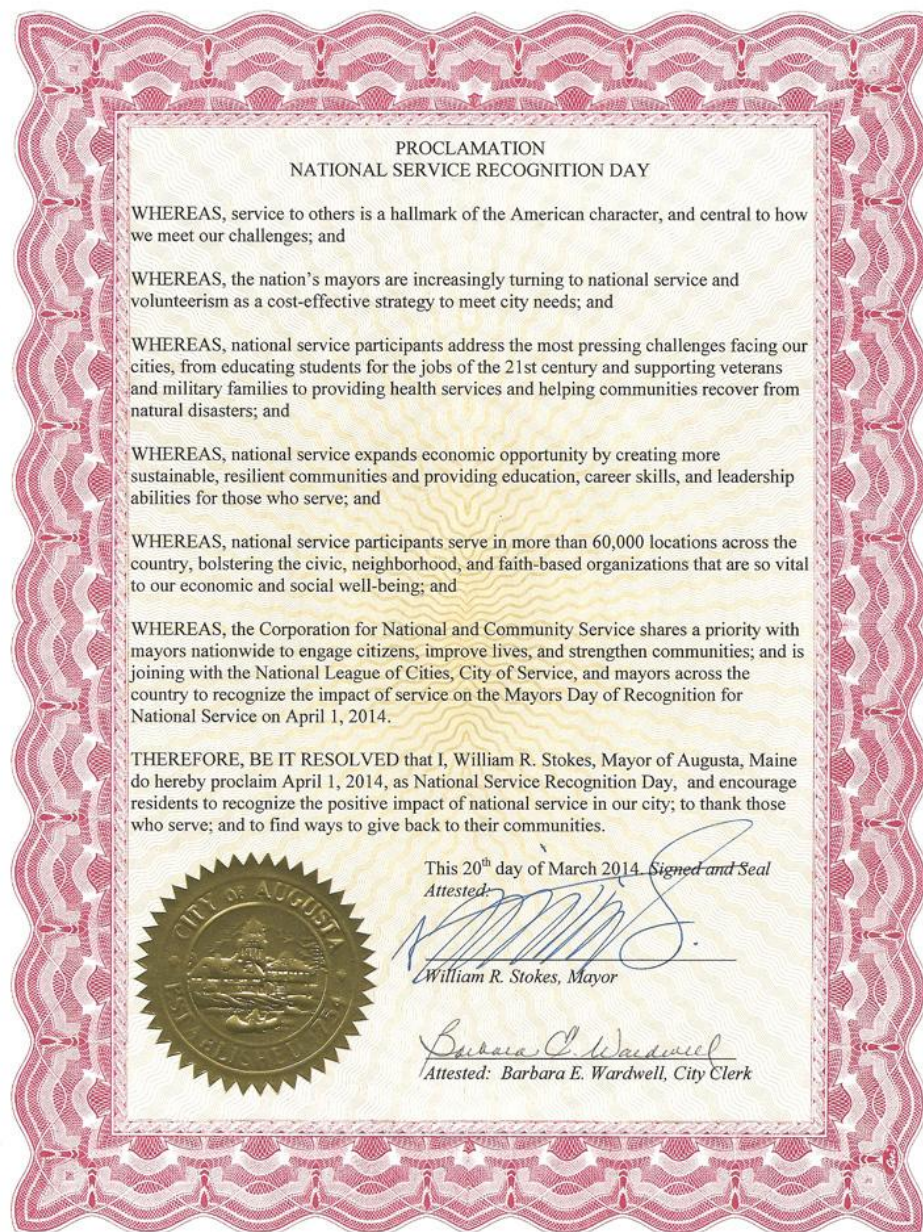 PROCLAMATION
NATIONAL SERVICE RECOGNITION DAY
WHEREAS, service to others is a hallmark of the American character, and central to how
we meet our challenges; and
WHEREAS, the nation’s mayors are increasingly turning to national service and
volunteerism as a cost-effective strategy to meet city needs; and
WHEREAS, national service participants address the most pressing challenges facing our
cities, from educating students for the jobs of the 21st century and supporting veterans
and military families to providing health services and helping communities recover from
natural disasters; and
WHEREAS, national service expands economic opportunity by creating more
sustainable, resilient communities and providing education, career skills, and leadership
abilities for those who serve; and
WHEREAS, national service participants serve in more than 60,000 locations across the
country, bolstering the civic, neighborhood, and faith-based organizations that are so vital
to our economic and social well-being; and
WHEREAS, the Corporation for National and Community Service shares a priority with
mayors nationwide to engage citizens, improve lives, and strengthen communities; and is
joining with the National League of Cities, City of Service, and mayors across the
country to recognize the impact of service on the Mayors Day of Recognition for
National Service on April 1, 2014.
THEREFORE, BE IT RESOLVED that I, William R. Stokes, Mayor of Augusta, Maine
do hereby proclaim April 1, 2014, as National Service Recognition Day, and encourage
residents to recognize the positive impact of national service in our city; to thank those
who serve; and to find ways to give back to their communities.
This 20th day of March 2014. Signed and Seal
Attested:
William R. Stokes, Mayor
Barbara E. Wardwell
Attested: Barbara E. Wardwell, City Clerk
CITY OF AUGUSTA
ESTABLISHED 1754